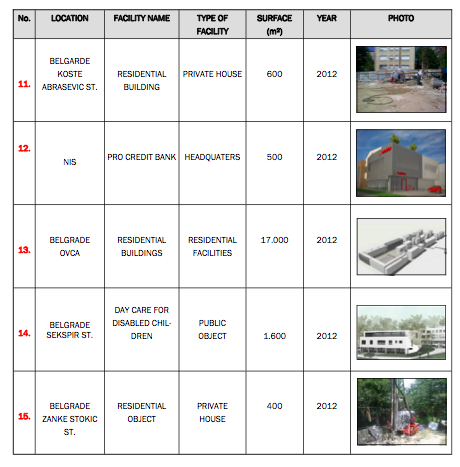 No. LOCATION FACILITY NAME TYPE OF FACILITY SURFACE (m²) YEAR PHOTO
11. BELGARDE KOSTE ABRASEVIC ST. RESIDENTIAL BUILDING PRIVATE HOUSE 600 2012
12. NIS PRO CREDIT BANK HEADQUATERS 500 2012
13. BELGRADE OVCA RESIDENTIAL BUILDINGS RESIDENTIAL FACILITIES 17.000 2012
14. BELGRADE SEKSPIR ST. DAY CARE FOR DISABLED CHIL-DREN PUBLIC OBJECT 1.600 2012
15. BELGRADE ZANKE STOKIC ST. RESIDENTIAL OBJECT PRIVATE HOUSE 400 2012